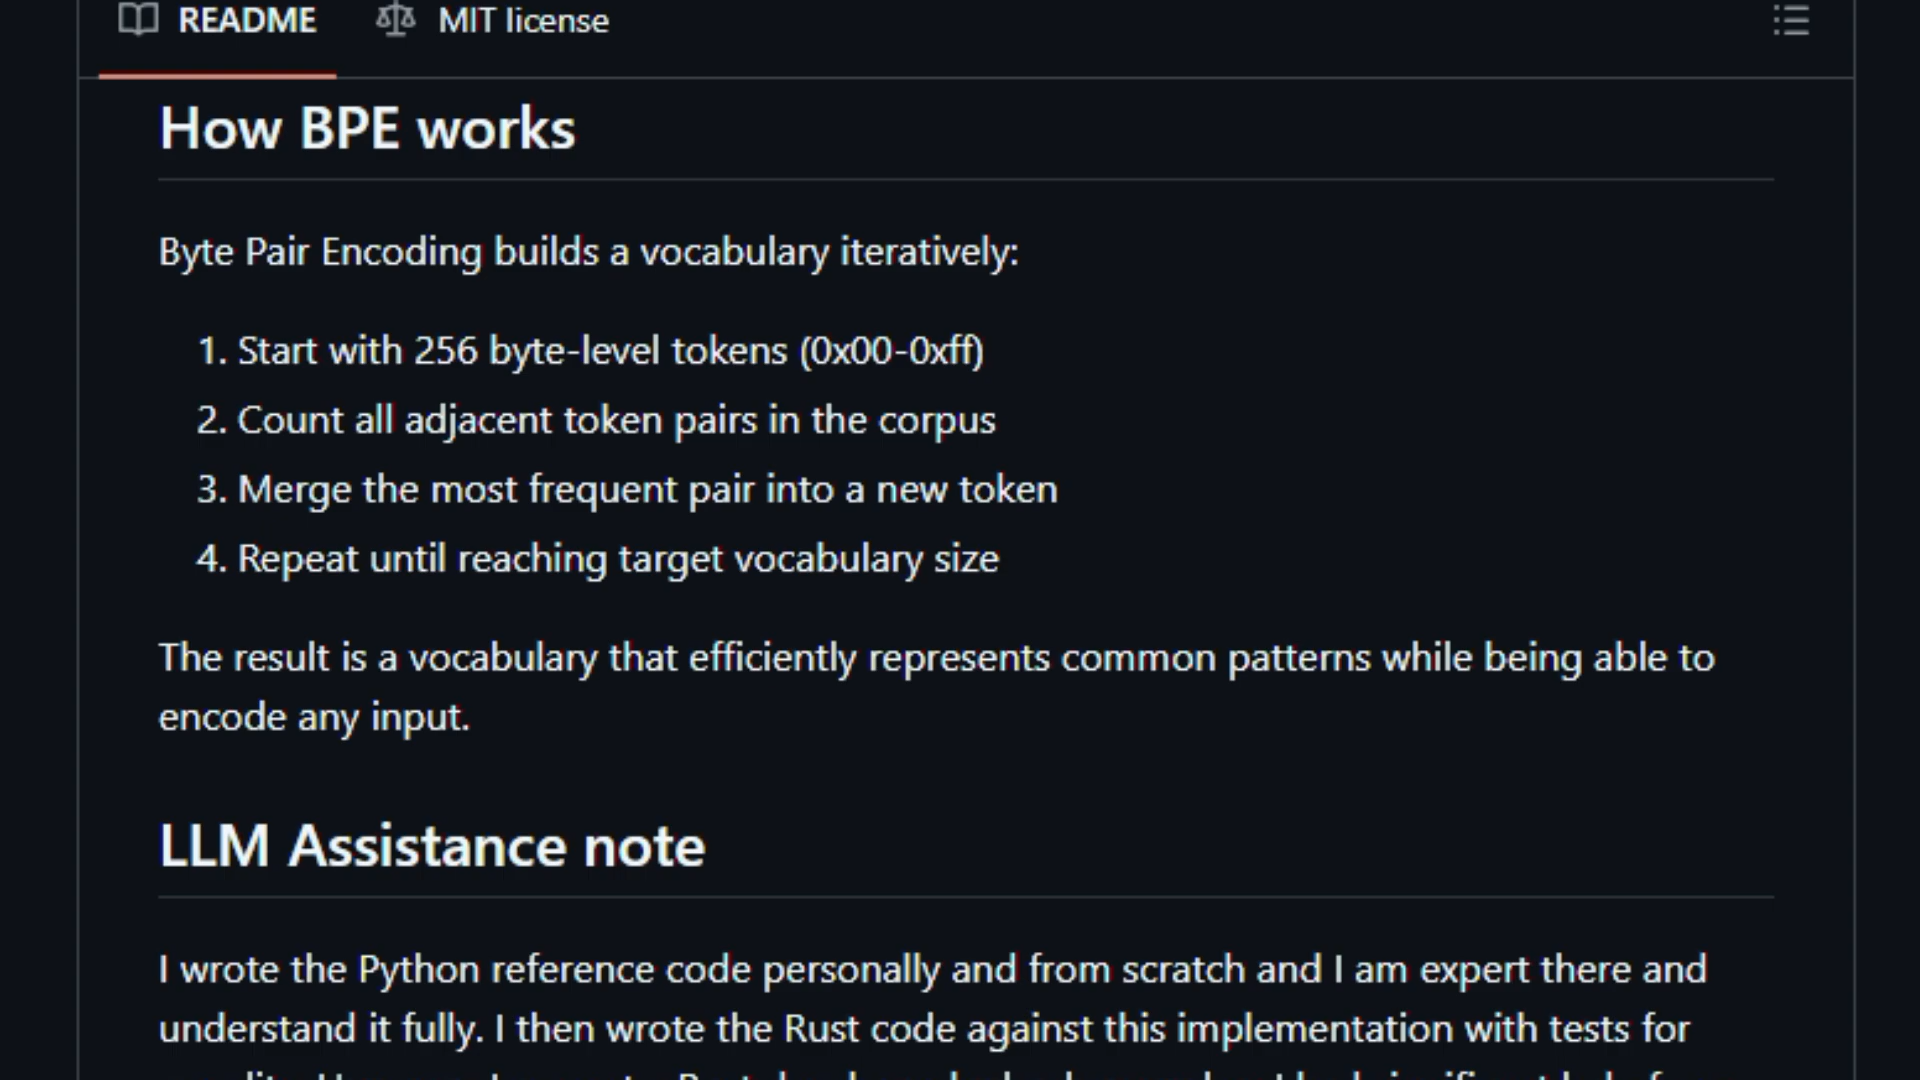 README
MIT license
How BPE works
Byte Pair Encoding builds a vocabulary iteratively:
1. Start with 256 byte-level tokens (0x00-0xff)
2. Count all adjacent token pairs in the corpus
3. Merge the most frequent pair into a new token
4. Repeat until reaching target vocabulary size
The result is a vocabulary that efficiently represents common patterns while being able to
encode any input.
LLM Assistance note
I wrote the Python reference code personally and from scratch and I am expert there and
understand it fully. I then wrote the Rust code against this implementation with tests for